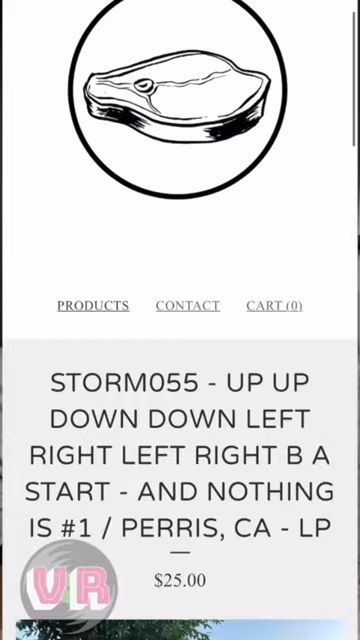 PRODUCTS CONTACT CART (0)
STORM055 - UP UP
DOWN DOWN LEFT
RIGHT LEFT RIGHT B A
START - AND NOTHING
IS #1 / PERRIS, CA - LP
$25.00
VR